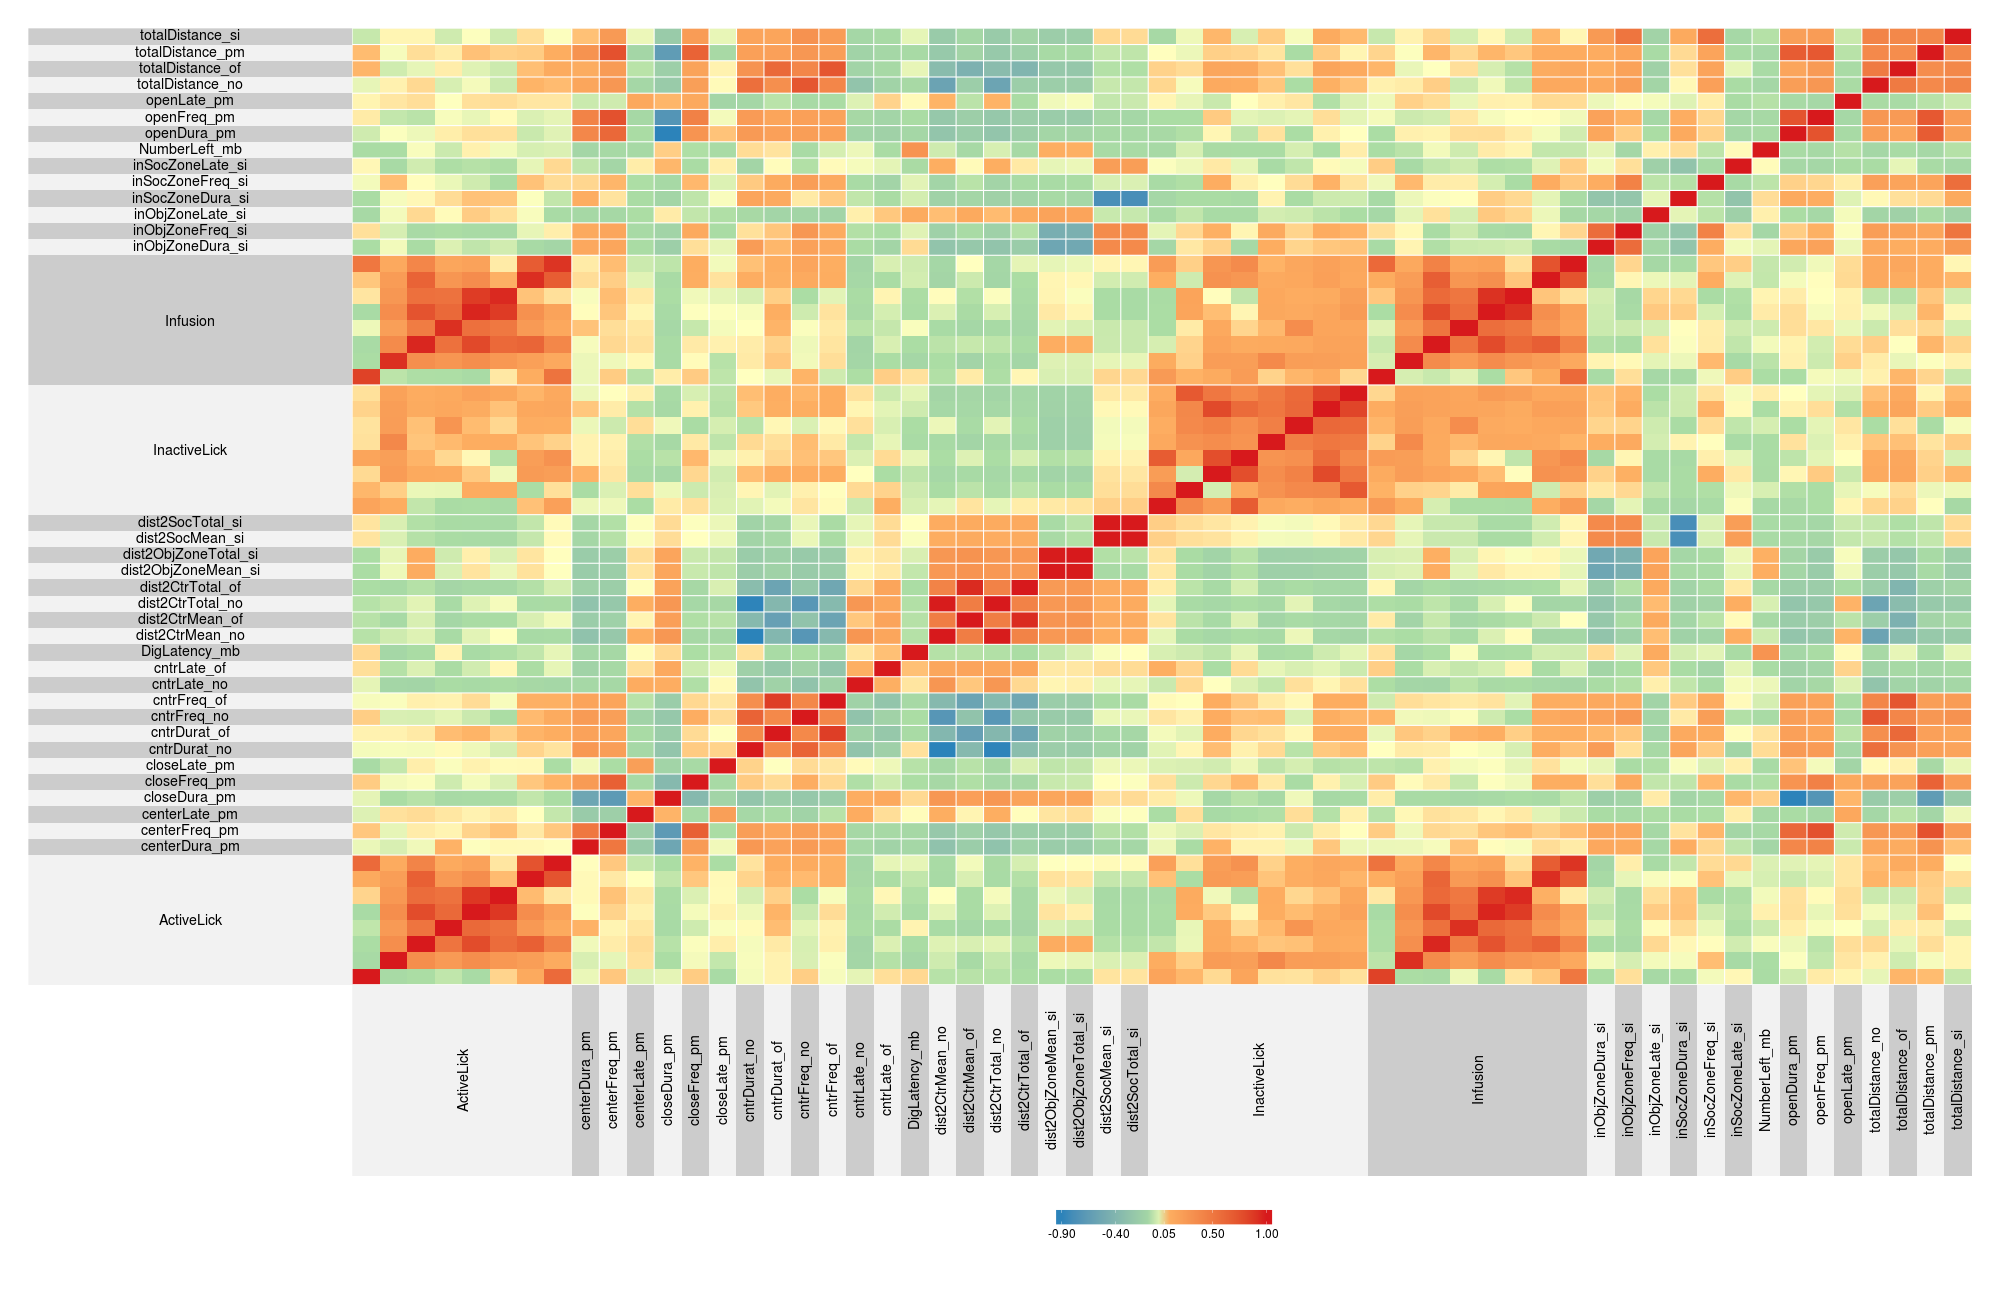 totalDistance_si
totalDistance_pm
totalDistance_of
totalDistance_no
openLate_pm
openFreq_pm
openDura_pm
NumberLeft_mb
inSocZoneLate_si
inSocZoneFreq_si
inSocZoneDura_si
inObjZoneLate_si
inObjZoneFreq_si
inObjZoneDura_si
Infusion
InactiveLick
dist2SocTotal_si
dist2SocMean_si
dist2ObjZoneTotal_si
dist2ObjZoneMean_si
dist2CtrTotal_of
dist2CtrTotal_no
dist2CtrMean_of
dist2CtrMean_no
DigLatency_mb
cntrLate_of
cntrLate_no
cntrFreq_of
cntrFreq_no
cntrDurat_of
cntrDurat_no
closeLate_pm
closeFreq_pm
closeDura_pm
centerLate_pm
centerFreq_pm
centerDura_pm
ActiveLick
ActiveLick
centerDura_pm
centerFreq_pm
centerLate_pm
closeDura_pm
closeFreq_pm
closeLate_pm
cntrDurat_no
cntrDurat_of
cntrFreq_no
cntrFreq_of
cntrLate_no
cntrLate_of
DigLatency_mb
dist2CtrMean_no
dist2CtrMean_of
dist2CtrTotal_no
dist2CtrTotal_of
dist2ObjZoneMean_si
dist2ObjZoneTotal_si
dist2SocMean_si
dist2SocTotal_si
InactiveLick
Infusion
inObjZoneDura_si
inObjZoneFreq_si
inObjZoneLate_si
inSocZoneDura_si
inSocZoneFreq_si
inSocZoneLate_si
NumberLeft_mb
openDura_pm
openFreq_pm
openLate_pm
totalDistance_no
totalDistance_of
totalDistance_pm
totalDistance_si
-0.90 -0.40 0.05 0.50 1.00